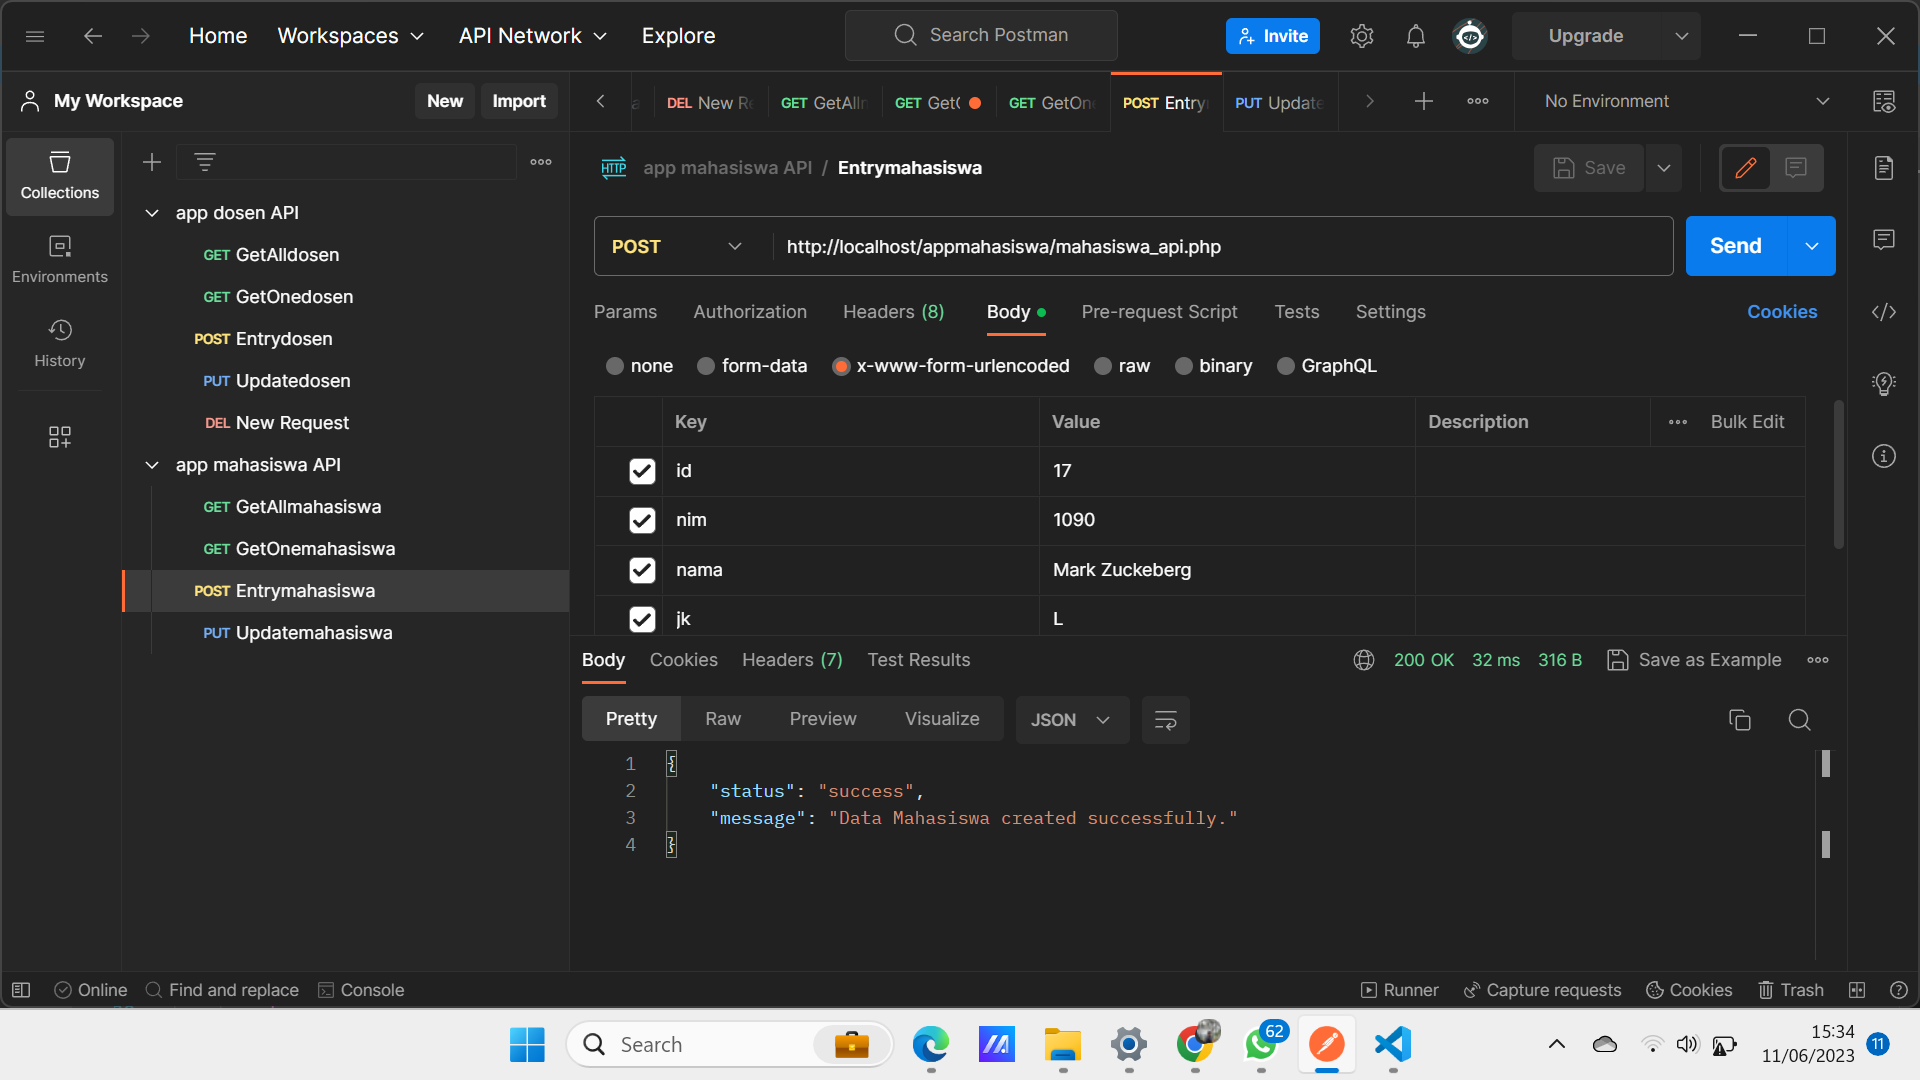 Home Workspaces API Network Explore Search Postman Invite Upgrade
My Workspace New Import
DEL New Re GET GetAllm GET Get( GET GetOne POST Entry PUT Update No Environment
Collections
Environments
History
app dosen API
GET GetAlldosen
GET GetOnedosen
POST Entrydosen
PUT Updatedosen
DEL New Request
app mahasiswa API
GET GetAllmahasiswa
GET GetOnemahasiswa
POST Entrymahasiswa
PUT Updatemahasiswa
HTTP app mahasiswa API / Entrymahasiswa Save
POST http://localhost/appmahasiswa/mahasiswa_api.php Send
Params Authorization Headers (8) Body Pre-request Script Tests Settings Cookies
none form-data x-www-form-urlencoded raw binary GraphQL
Key Value Description Bulk Edit
id 17
nim 1090
nama Mark Zuckeberg
jk L
Body Cookies Headers (7) Test Results 200 OK 32 ms 316 B Save as Example
Pretty Raw Preview Visualize JSON
1 {
2 "status": "success",
3 "message": "Data Mahasiswa created successfully."
4 }
Online Find and replace Console Runner Capture requests Cookies Trash
Search 62 15:34
11/06/2023 11